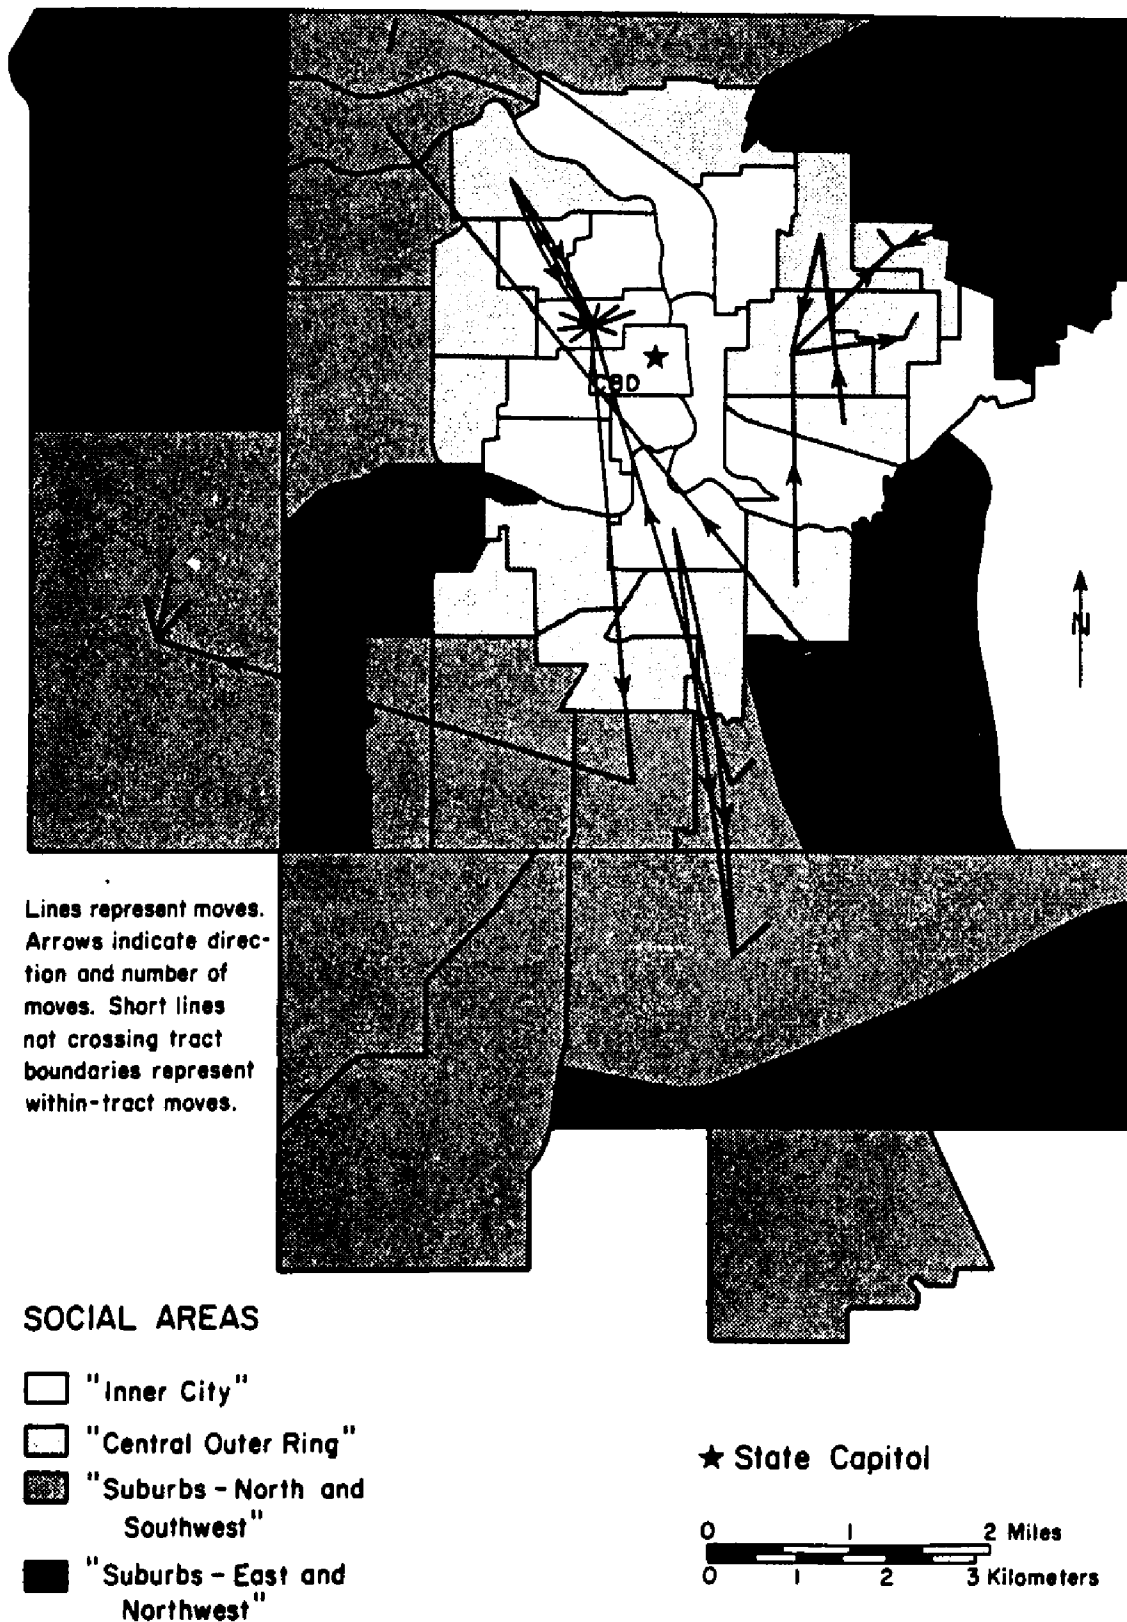 CBD
N
Lines represent moves.
Arrows indicate direc-
tion and number of
moves. Short lines
not crossing tract
boundaries represent
within-tract moves.
SOCIAL AREAS
"Inner City"
"Central Outer Ring"
"Suburbs - North and
Southwest"
"Suburbs - East and
Northwest"
★ State Capitol
0 1 2 Miles
0 1 2 3 Kilometers